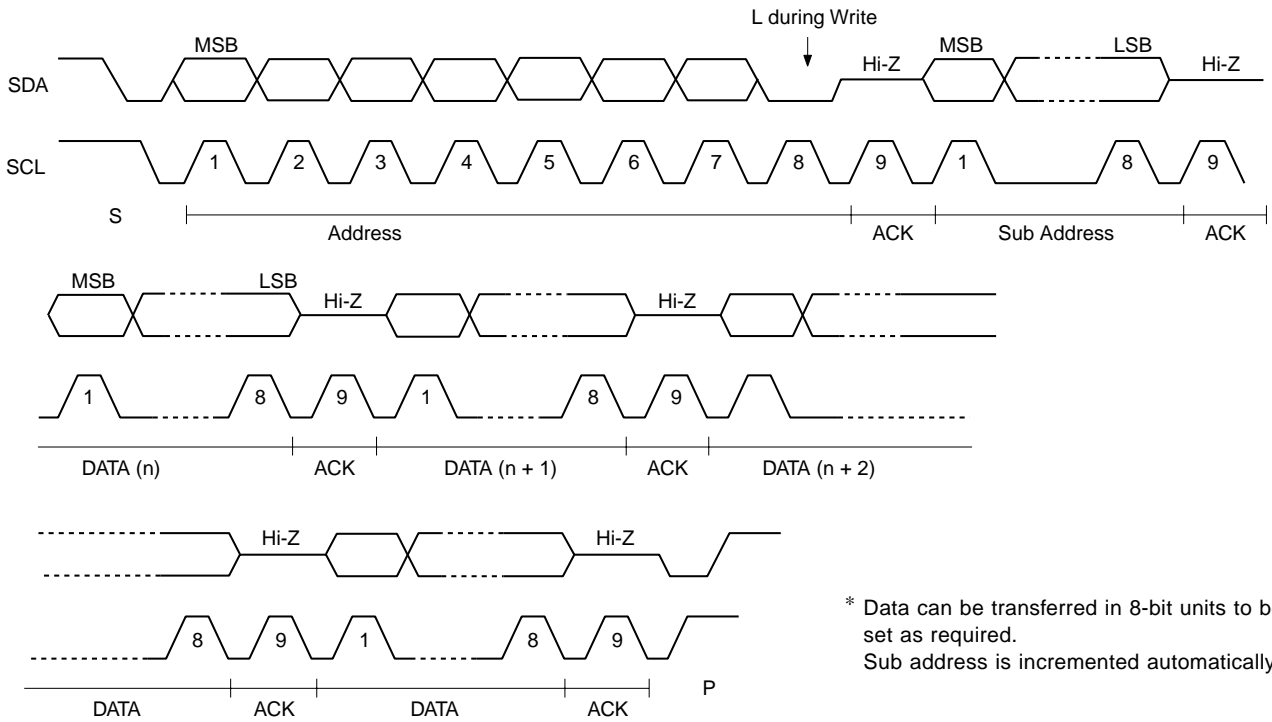 L during Write
SDA MSB Hi-Z MSB LSB Hi-Z
SCL 1 2 3 4 5 6 7 8 9 1 8 9
S Address ACK Sub Address ACK
MSB LSB Hi-Z Hi-Z
1 8 9 1 8 9
DATA (n) ACK DATA (n + 1) ACK DATA (n + 2)
Hi-Z Hi-Z
8 9 1 8 9
DATA ACK DATA ACK P
* Data can be transferred in 8-bit units to b
set as required.
Sub address is incremented automatically